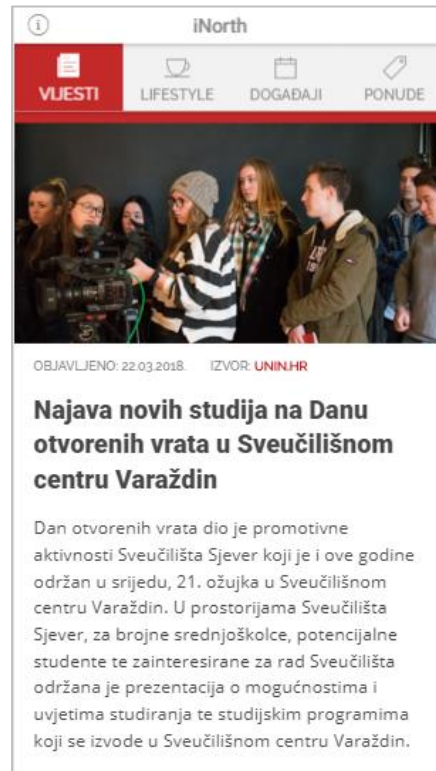 iNorth
VIJESTI
LIFESTYLE
DOGAĐAJI
PONUDE
OBJAVLJENO: 22.03.2018. IZVOR: UNIN.HR
Najava novih studija na Danu
otvorenih vrata u Sveučilišnom
centru Varaždin
Dan otvorenih vrata dio je promotivne
aktivnosti Sveučilišta Sjever koji je i ove godine
održan u srijedu, 21. ožujka u Sveučilišnom
centru Varaždin. U prostorijama Sveučilišta
Sjever, za brojne srednjoškolce, potencijalne
studente te zainteresirane za rad Sveučilišta
održana je prezentacija o mogućnostima i
uvjetima studiranja te studijskim programima
koji se izvode u Sveučilišnom centru Varaždin.